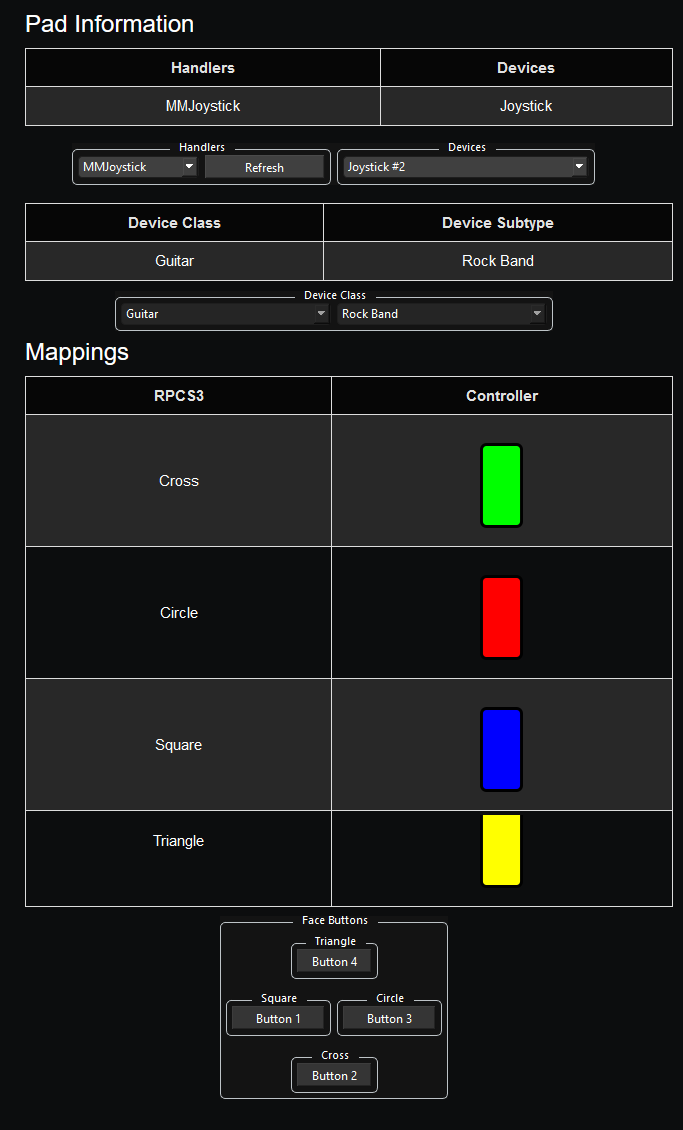 Pad Information
Handlers Devices
MMJoystick Joystick
Handlers Devices
MMJoystick Refresh Joystick #2
Device Class Device Subtype
Guitar Rock Band
Device Class
Guitar Rock Band
Mappings
RPCS3 Controller
Cross
Circle
Square
Triangle
Face Buttons
Triangle
Button 4
Square Circle
Button 1 Button 3
Cross
Button 2